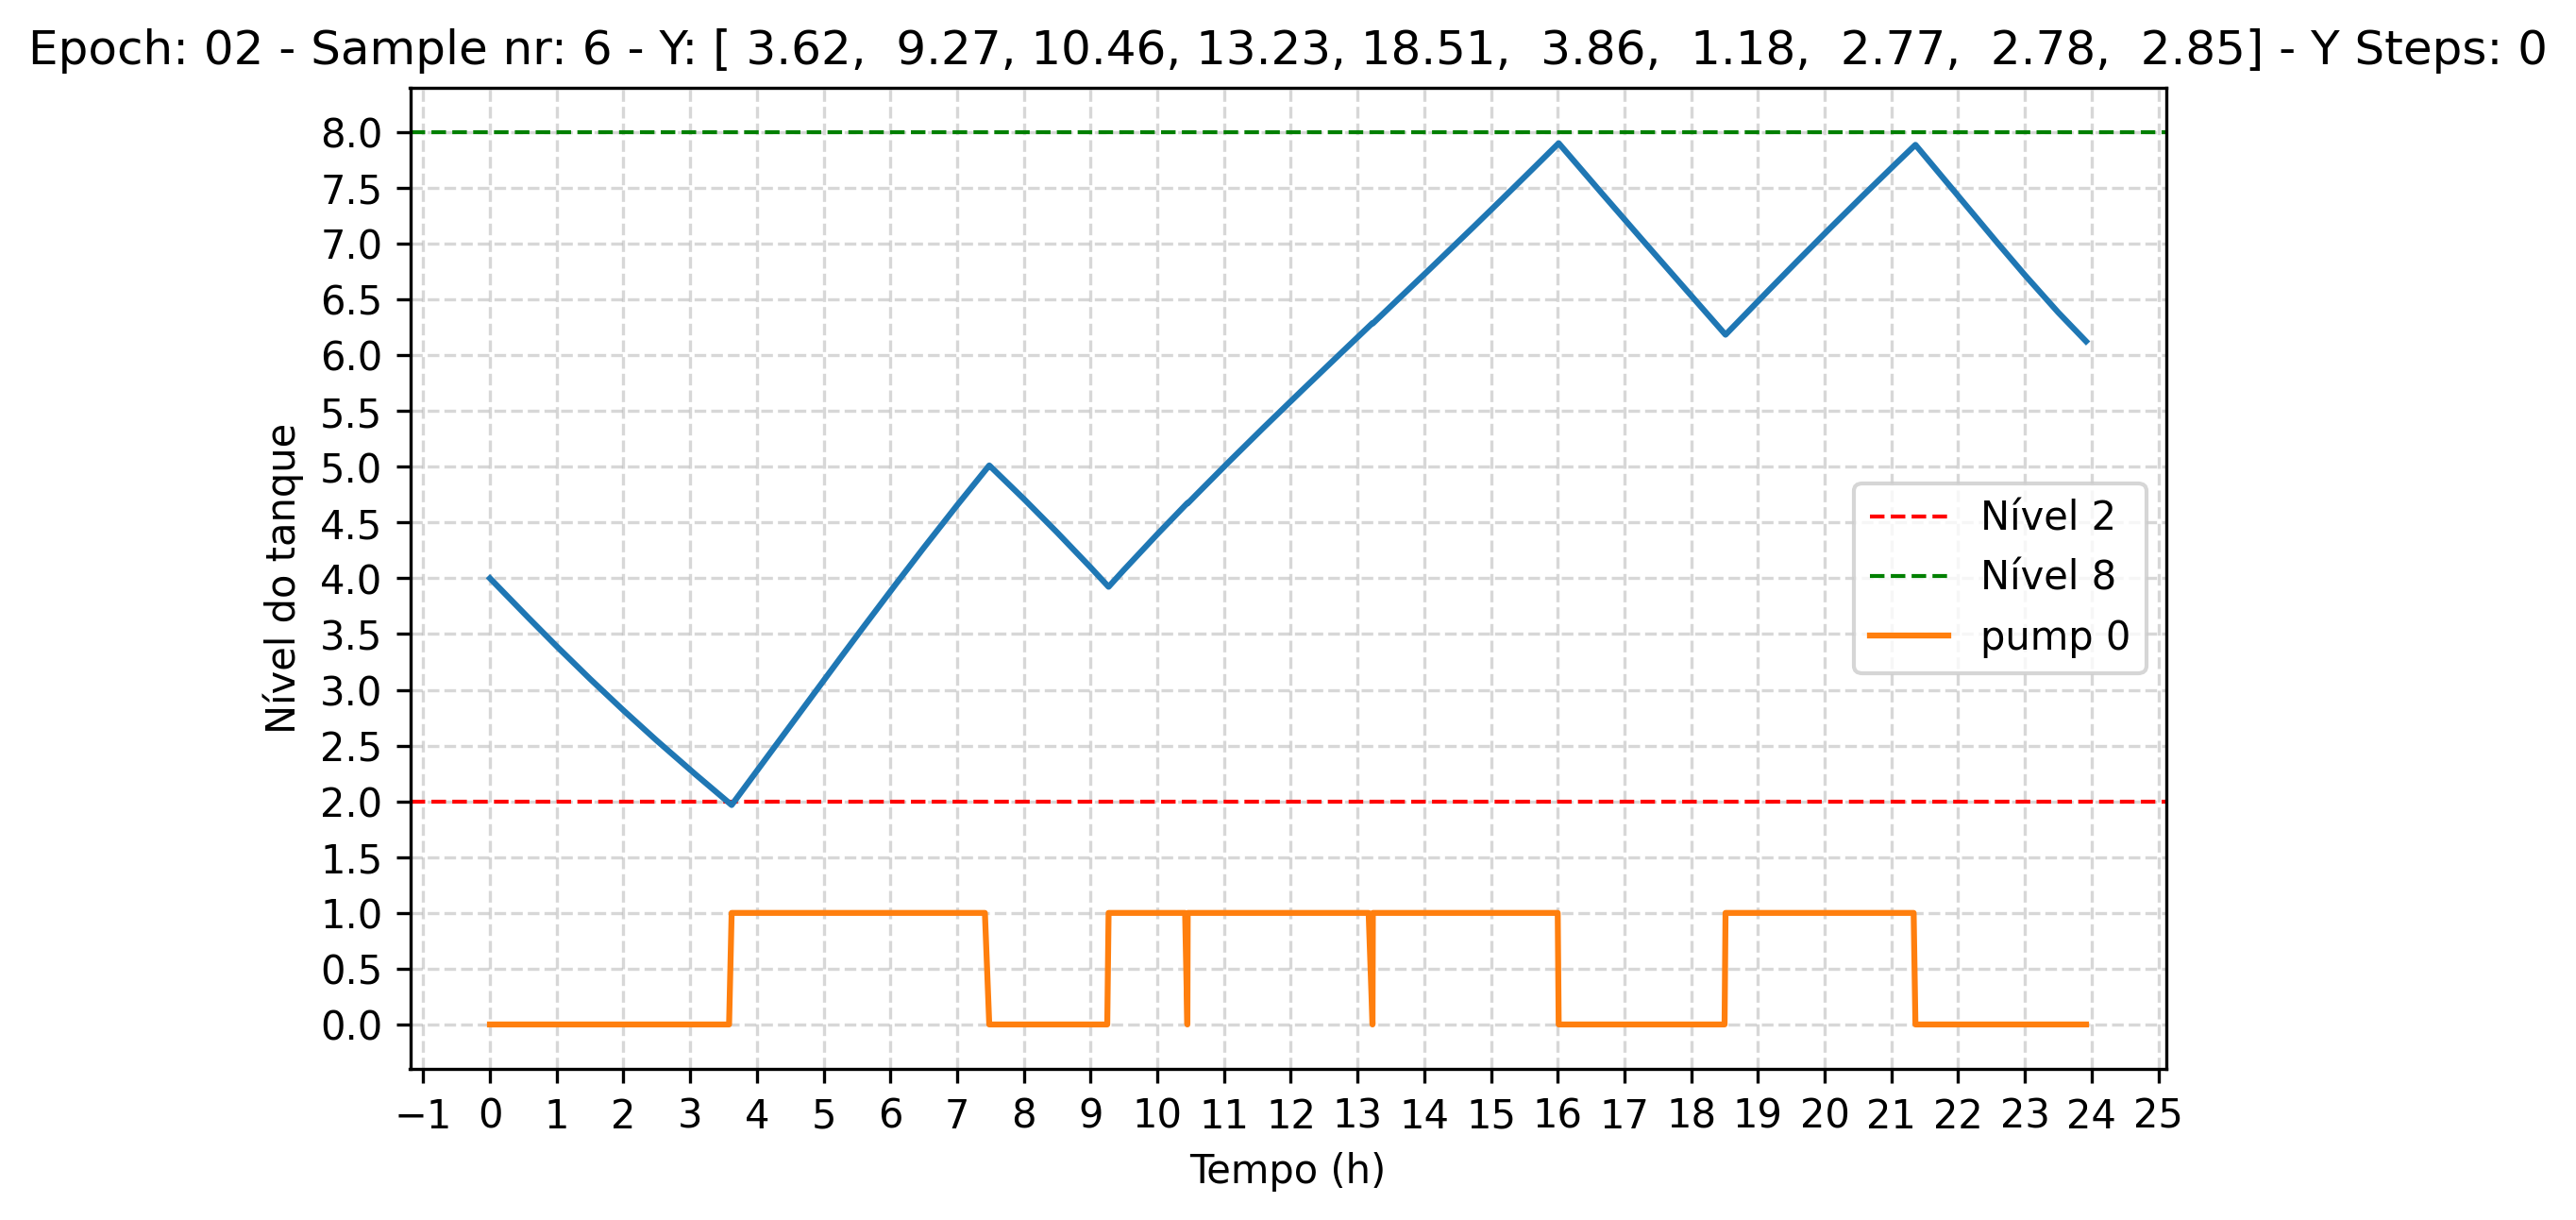 Epoch: 02 - Sample nr: 6 - Y: [ 3.62,  9.27, 10.46, 13.23, 18.51,  3.86,  1.18,  2.77,  2.78,  2.85] - Y Steps: 0
8.0
7.5
7.0
6.5
6.0
5.5
5.0
4.5
4.0
3.5
3.0
2.5
2.0
1.5
1.0
0.5
0.0
Nível do tanque
Nível 2
Nível 8
pump 0
−1 0 1 2 3 4 5 6 7 8 9 10 11 12 13 14 15 16 17 18 19 20 21 22 23 24 25
Tempo (h)